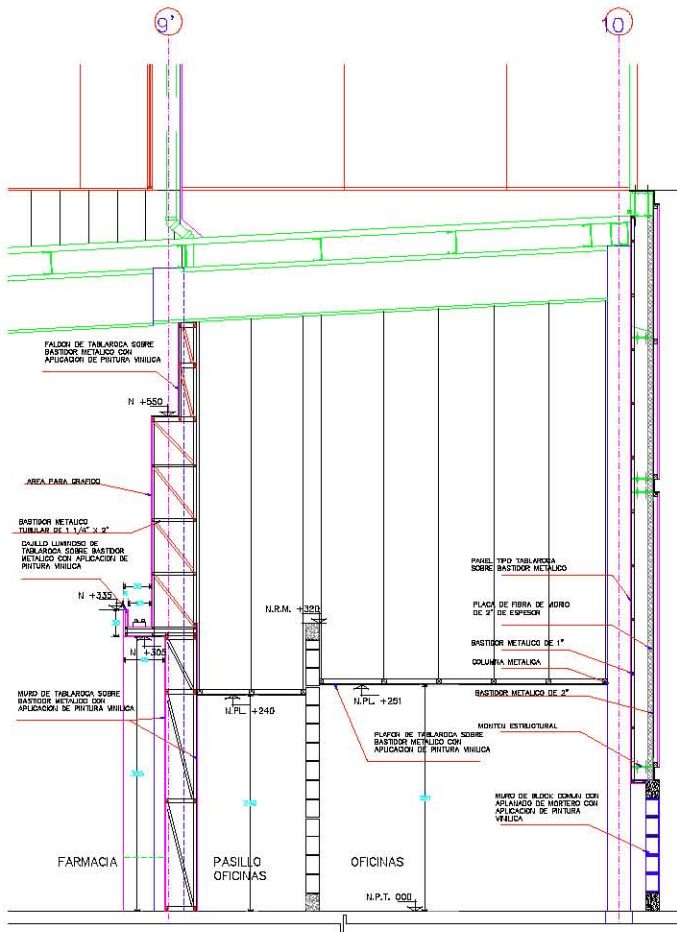 9'
10
FALDON DE TABLAROCA SOBRE
BASTIDOR METALICO CON
APLICACION DE PINTURA VINILICA
N +550
AREA PARA GRAFICO
BASTIDOR METALICO
TUBULAR DE 1 1/4" X 2"
CAJILLO LUMINOSO DE
TABLAROCA SOBRE BASTIDOR
METALICO CON APLICACION DE
PINTURA VINILICA
N +335
N +305
N.R.M. +320
PANEL TIPO TABLAROCA
SOBRE BASTIDOR METALICO
PLACA DE FIBRA DE VIDRIO
DE 2" DE ESPESOR
BASTIDOR METALICO DE 1"
COLUMNA METALICA
BASTIDOR METALICO DE 2"
MURO DE TABLAROCA SOBRE
BASTIDOR METALICO CON
APLICACION DE PINTURA VINILICA
N.PL. +240
N.PL. +251
PLAFON DE TABLAROCA SOBRE
BASTIDOR METALICO CON
APLICACION DE PINTURA VINILICA
MONTEN ESTRUCTURAL
MURO DE BLOCK COMUN CON
APLANADO DE MORTERO CON
APLICACION DE PINTURA
VINILICA
FARMACIA
PASILLO
OFICINAS
OFICINAS
N.P.T. 000